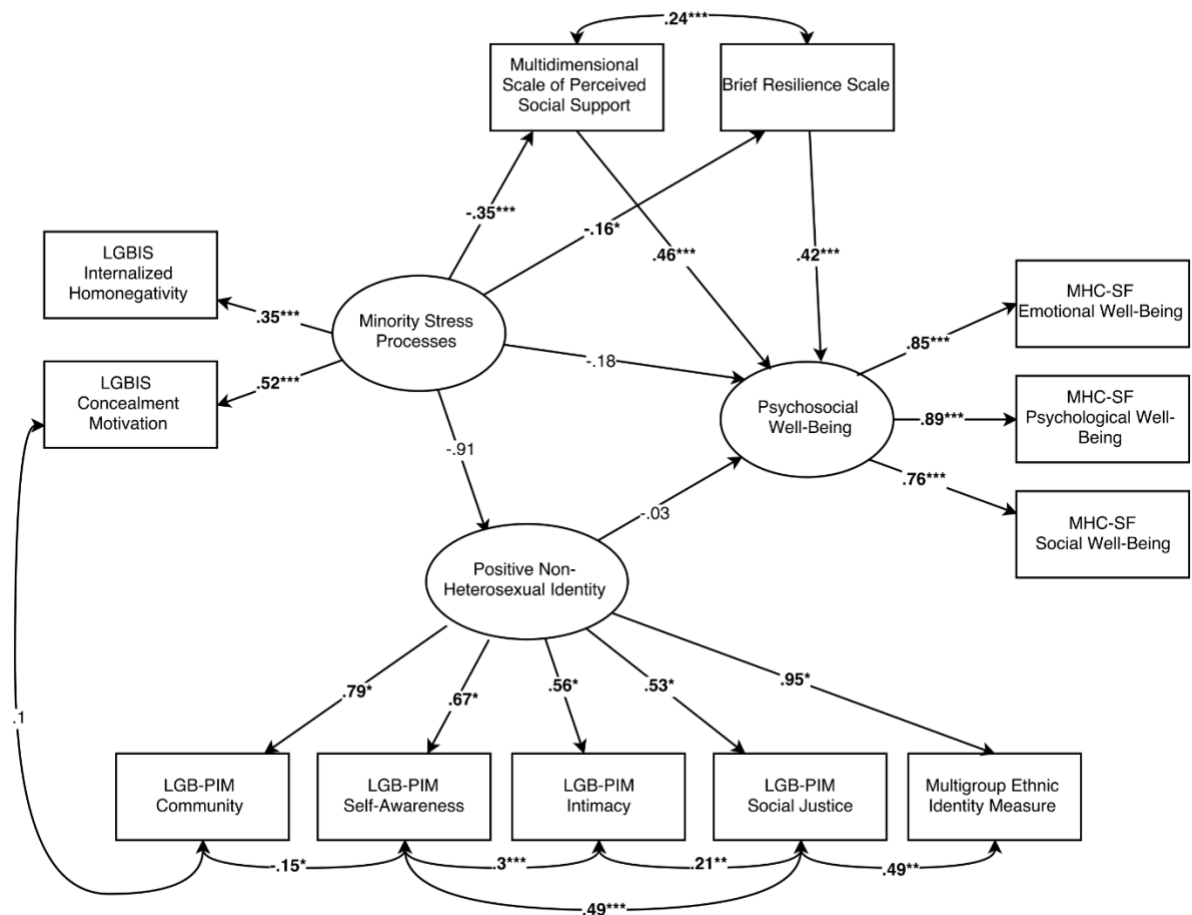 .24***
Multidimensional
Scale of Perceived
Social Support
Brief Resilience Scale
-.35***
-.16*
.46***
.42***
LGBIS
Internalized
Homonegativity
.35***
Minority Stress
Processes
MHC-SF
Emotional Well-Being
.85***
LGBIS
Concealment
Motivation
.52***
-.18
Psychosocial
Well-Being
.89***
MHC-SF
Psychological Well-
Being
-.91
.76***
-.03
MHC-SF
Social Well-Being
Positive Non-
Heterosexual Identity
.79*
.67*
.56*
.53*
.95*
.1
LGB-PIM
Community
LGB-PIM
Self-Awareness
LGB-PIM
Intimacy
LGB-PIM
Social Justice
Multigroup Ethnic
Identity Measure
-.15*
.3***
.21**
.49**
.49***